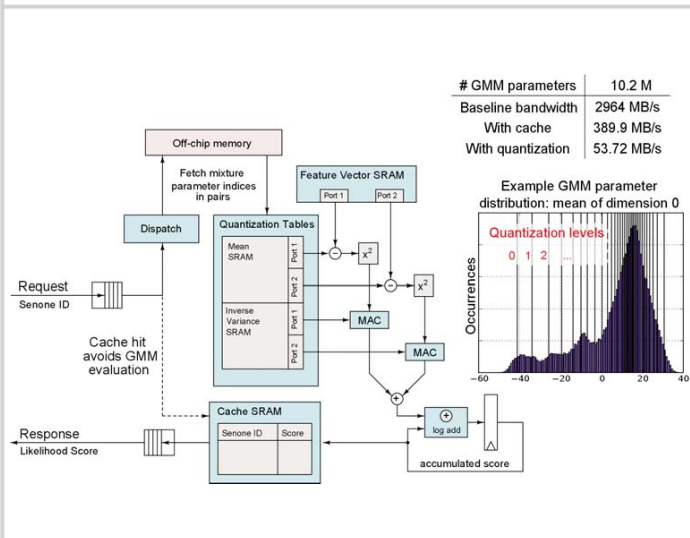 # GMM parameters 10.2 M
Baseline bandwidth 2964 MB/s
With cache 389.9 MB/s
With quantization 53.72 MB/s
Off-chip memory
Fetch mixture
parameter indices
in pairs
Dispatch
Feature Vector SRAM
Port 1 Port 2
Quantization Tables
Mean
SRAM
Port 1
Port 2
Inverse
Variance
SRAM
Port 1
Port 2
− x²
− x²
MAC
MAC
+
Request
Senone ID
Cache hit
avoids GMM
evaluation
Response
Likelihood Score
Cache SRAM
Senone ID Score
+
log add
accumulated score
Example GMM parameter
distribution: mean of dimension 0
Quantization levels
0 1 2 ...
Occurrences
−60 −40 −20 0 20 40